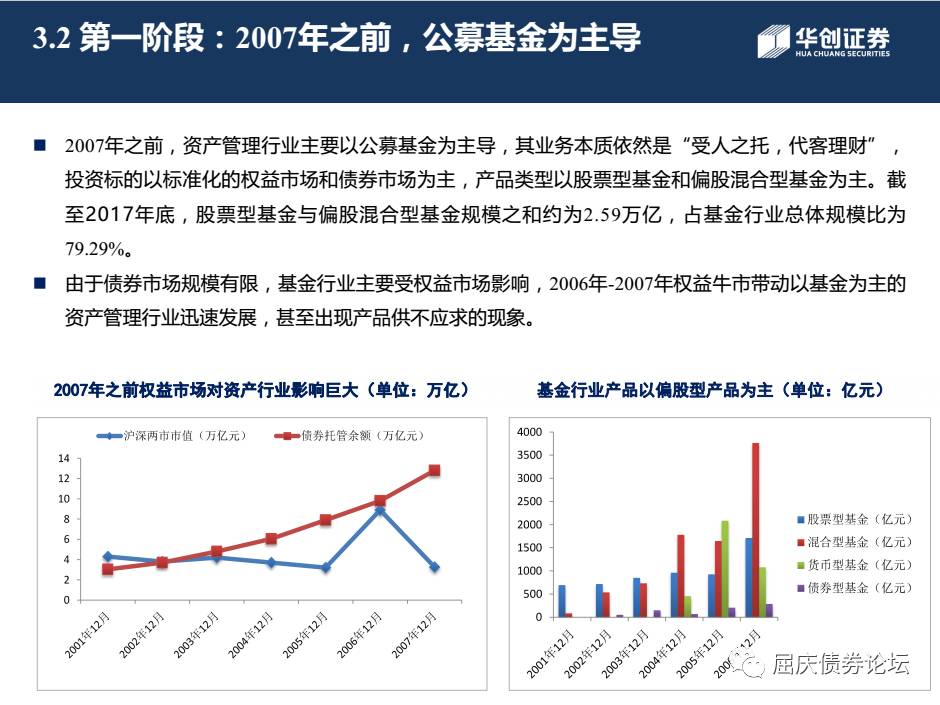 3.2 第一阶段：2007年之前，公募基金为主导
华创证券
HUA CHUANG SECURITIES
2007年之前，资产管理行业主要以公募基金为主导，其业务本质依然是“受人之托，代客理财”，
投资标的以标准化的权益市场和债券市场为主，产品类型以股票型基金和偏股混合型基金为主。截
至2017年底，股票型基金与偏股混合型基金规模之和约为2.59万亿，占基金行业总体规模比为
79.29%。
由于债券市场规模有限，基金行业主要受权益市场影响，2006年-2007年权益牛市带动以基金为主的
资产管理行业迅速发展，甚至出现产品供不应求的现象。
2007年之前权益市场对资产行业影响巨大（单位：万亿）
沪深两市市值（万亿元）
债券托管余额（万亿元）
14
12
10
8
6
4
2
0
2001年12月
2002年12月
2003年12月
2004年12月
2005年12月
2006年12月
2007年12月
基金行业产品以偏股型产品为主（单位：亿元）
4000
3500
3000
2500
2000
1500
1000
500
0
股票型基金（亿元）
混合型基金（亿元）
货币型基金（亿元）
债券型基金（亿元）
2001年12月
2002年12月
2003年12月
2004年12月
2005年12月
屈庆债券论坛